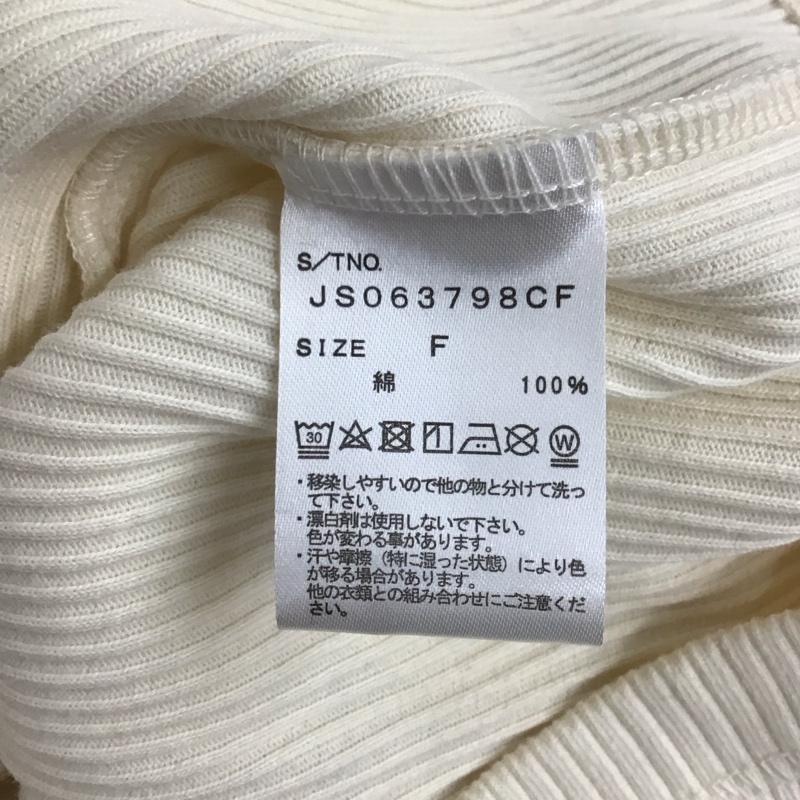 S/TNO.
JS063798CF
SIZE F
綿 100%
30 W
・移染しやすいので他の物と分けて洗っ
て下さい。
・漂白剤は使用しないで下さい。
色が変わる事があります。
・汗や摩擦（特に湿った状態）により色
が移る場合があります。
他の衣類との組み合わせにご注意くだ
さい。